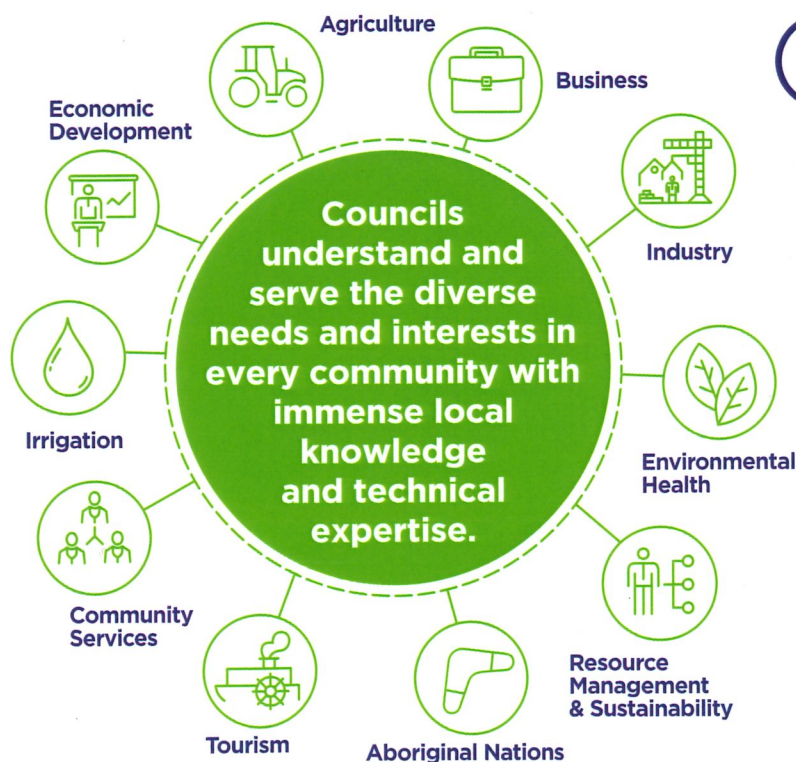 Agriculture
Business
Economic
Development
Industry
Councils
understand and
serve the diverse
needs and interests in
every community with
immense local
knowledge
and technical
expertise.
Irrigation
Environmental
Health
Community
Services
Resource
Management
& Sustainability
Tourism
Aboriginal Nations